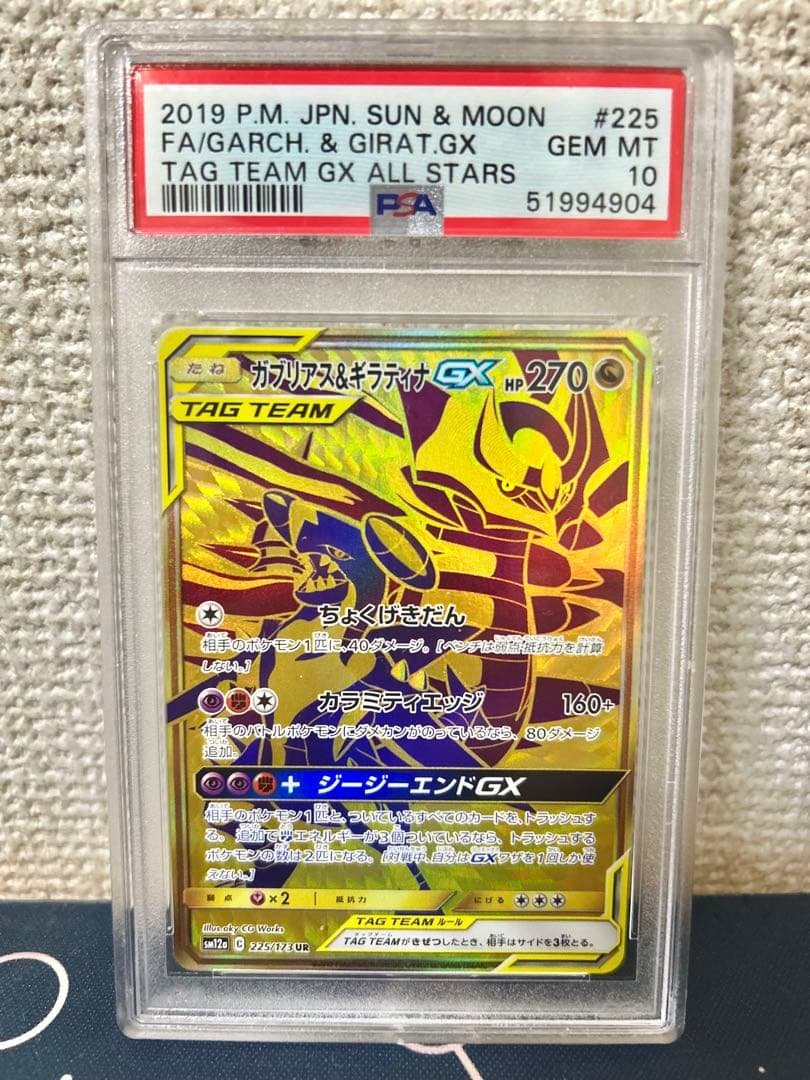 2019 P.M. JPN. SUN & MOON #225
FA/GARCH. & GIRAT.GX GEM MT
TAG TEAM GX ALL STARS 10
PSA 51994904
たね ガブリアス&ギラティナGX HP270
TAG TEAM
ちょくげきだん
相手のポケモン1匹に、40ダメージ。[ベンチは弱点・抵抗力を計算
しない。]
カラミティエッジ 160+
相手のバトルポケモンにダメカンがのっているなら、80ダメージ
追加。
+ ジージーエンドGX
相手のポケモン1匹と、ついているすべてのカードを、トラッシュす
る。追加でエネルギーが3個ついているなら、トラッシュする
ポケモンの数は2匹になる。[対戦中、自分はGXワザを1回しか使
えない。]
弱点 ×2 抵抗力 にげる
Illus. aky CG Works
TAG TEAM ルール
sm12a C 225/173 UR
TAG TEAMがきぜつしたとき、相手はサイドを3枚とる。